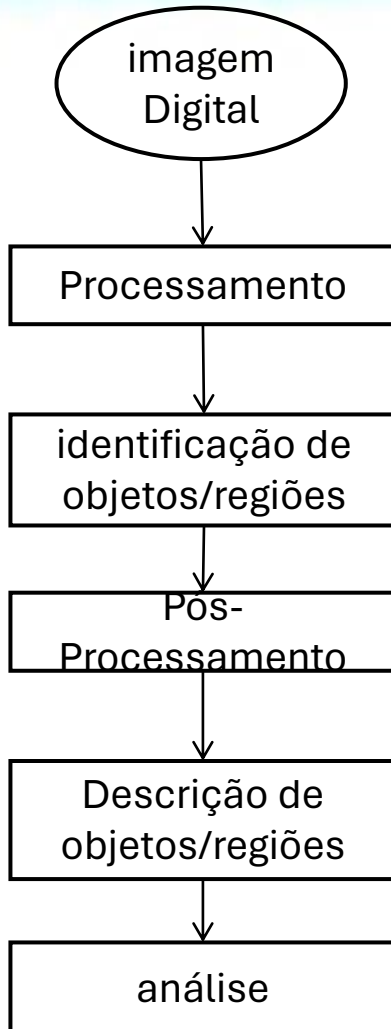 imagem
Digital
Processamento
identificação de
objetos/regiões
Pós-
Processamento
Descrição de
objetos/regiões
análise